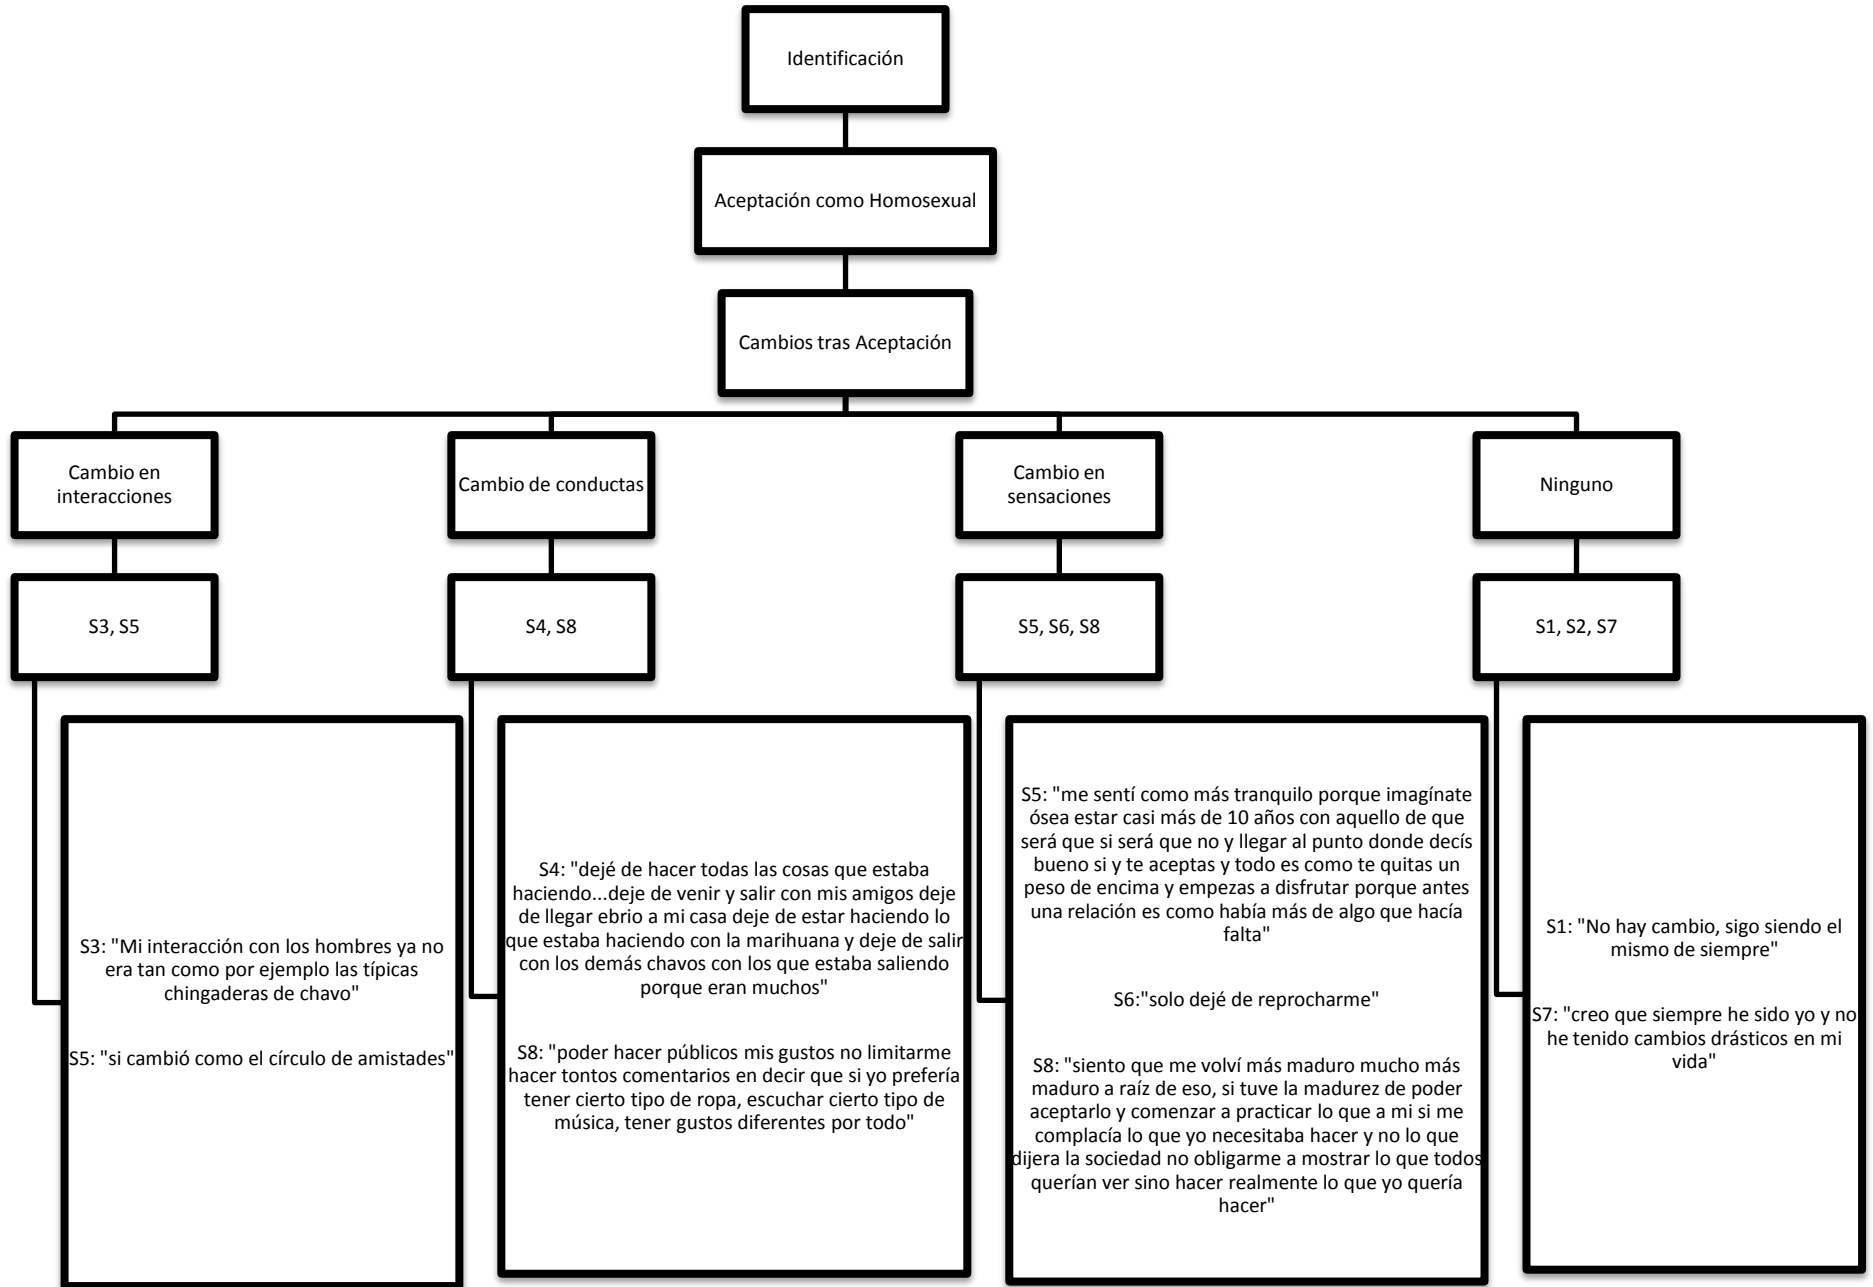 Identificación
Aceptación como Homosexual
Cambios tras Aceptación
Cambio en
interacciones
Cambio de conductas
Cambio en
sensaciones
Ninguno
S3, S5
S4, S8
S5, S6, S8
S1, S2, S7
S3: "Mi interacción con los hombres ya no
era tan como por ejemplo las típicas
chingaderas de chavo"
S5: "si cambió como el círculo de amistades"
S4: "dejé de hacer todas las cosas que estaba
haciendo...deje de venir y salir con mis amigos deje
de llegar ebrio a mi casa deje de estar haciendo lo
que estaba haciendo con la marihuana y deje de salir
con los demás chavos con los que estaba saliendo
porque eran muchos"
S8: "poder hacer públicos mis gustos no limitarme
hacer tontos comentarios en decir que si yo prefería
tener cierto tipo de ropa, escuchar cierto tipo de
música, tener gustos diferentes por todo"
S5: "me sentí como más tranquilo porque imagínate
ósea estar casi más de 10 años con aquello de que
será que si será que no y llegar al punto donde decís
bueno si y te aceptas y todo es como te quitas un
peso de encima y empezas a disfrutar porque antes
una relación es como había más de algo que hacía
falta"
S6:"solo dejé de reprocharme"
S8: "siento que me volví más maduro mucho más
maduro a raíz de eso, si tuve la madurez de poder
aceptarlo y comenzar a practicar lo que a mi si me
complacía lo que yo necesitaba hacer y no lo que
dijera la sociedad no obligarme a mostrar lo que todos
querían ver sino hacer realmente lo que yo quería
hacer"
S1: "No hay cambio, sigo siendo el
mismo de siempre"
S7: "creo que siempre he sido yo y no
he tenido cambios drásticos en mi
vida"